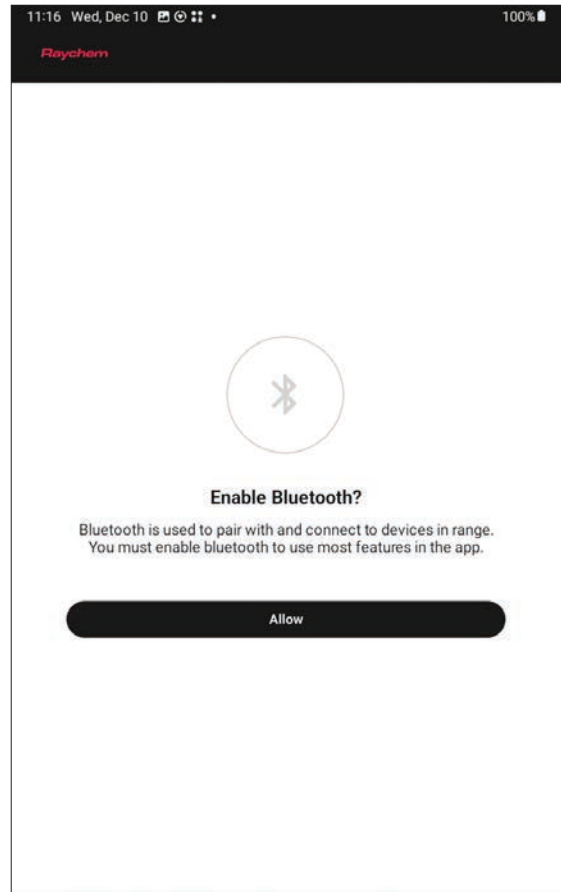 11:16 Wed, Dec 10
100%
Raychem
Enable Bluetooth?
Bluetooth is used to pair with and connect to devices in range.
You must enable bluetooth to use most features in the app.
Allow